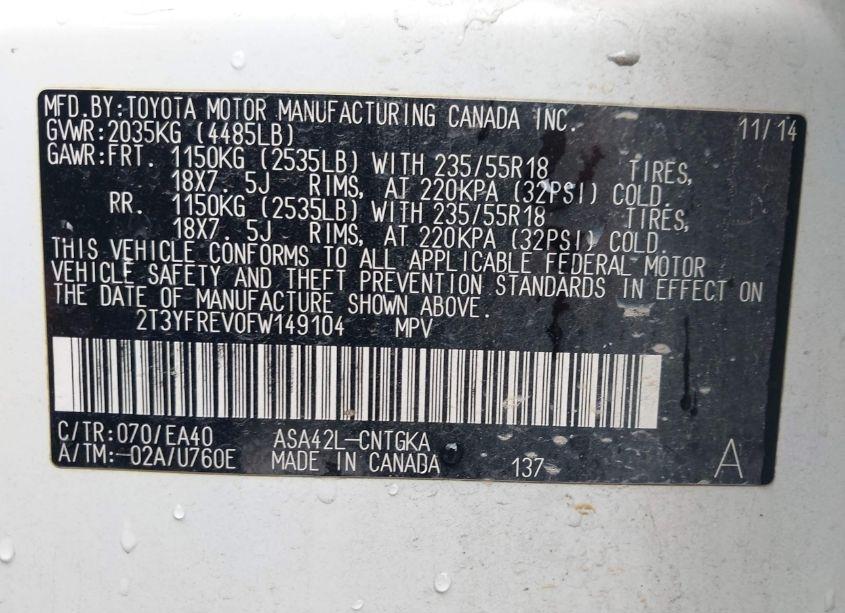 MFD.BY:TOYOTA MOTOR MANUFACTURING CANADA INC. 11/14
GVWR:2035KG (4485LB)
GAWR:FRT. 1150KG (2535LB) WITH 235/55R18 TIRES,
18X7. 5J RIMS, AT 220KPA (32PSI) COLD.
RR. 1150KG (2535LB) WITH 235/55R18 TIRES,
18X7. 5J RIMS, AT 220KPA (32PSI) COLD.
THIS VEHICLE CONFORMS TO ALL APPLICABLE FEDERAL MOTOR
VEHICLE SAFETY AND THEFT PREVENTION STANDARDS IN EFFECT ON
THE DATE OF MANUFACTURE SHOWN ABOVE.
2T3YFREV0FW149104 MPV
C/TR:070/EA40 ASA42L-CNTGKA
A/TM:-02A/U760E MADE IN CANADA 137 A